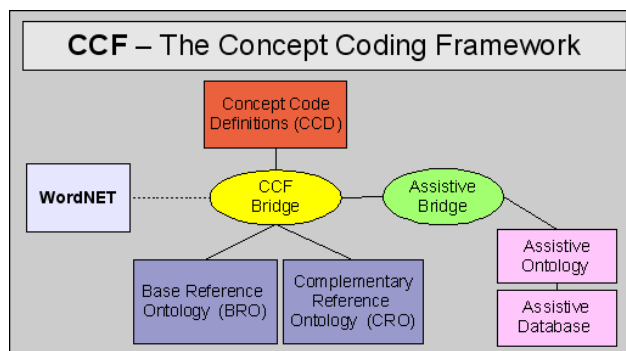 CCF – The Concept Coding Framework
Concept Code
Definitions (CCD)
WordNET
CCF
Bridge
Assistive
Bridge
Assistive
Ontology
Base Reference
Ontology (BRO)
Complementary
Reference
Ontology (CRO)
Assistive
Database